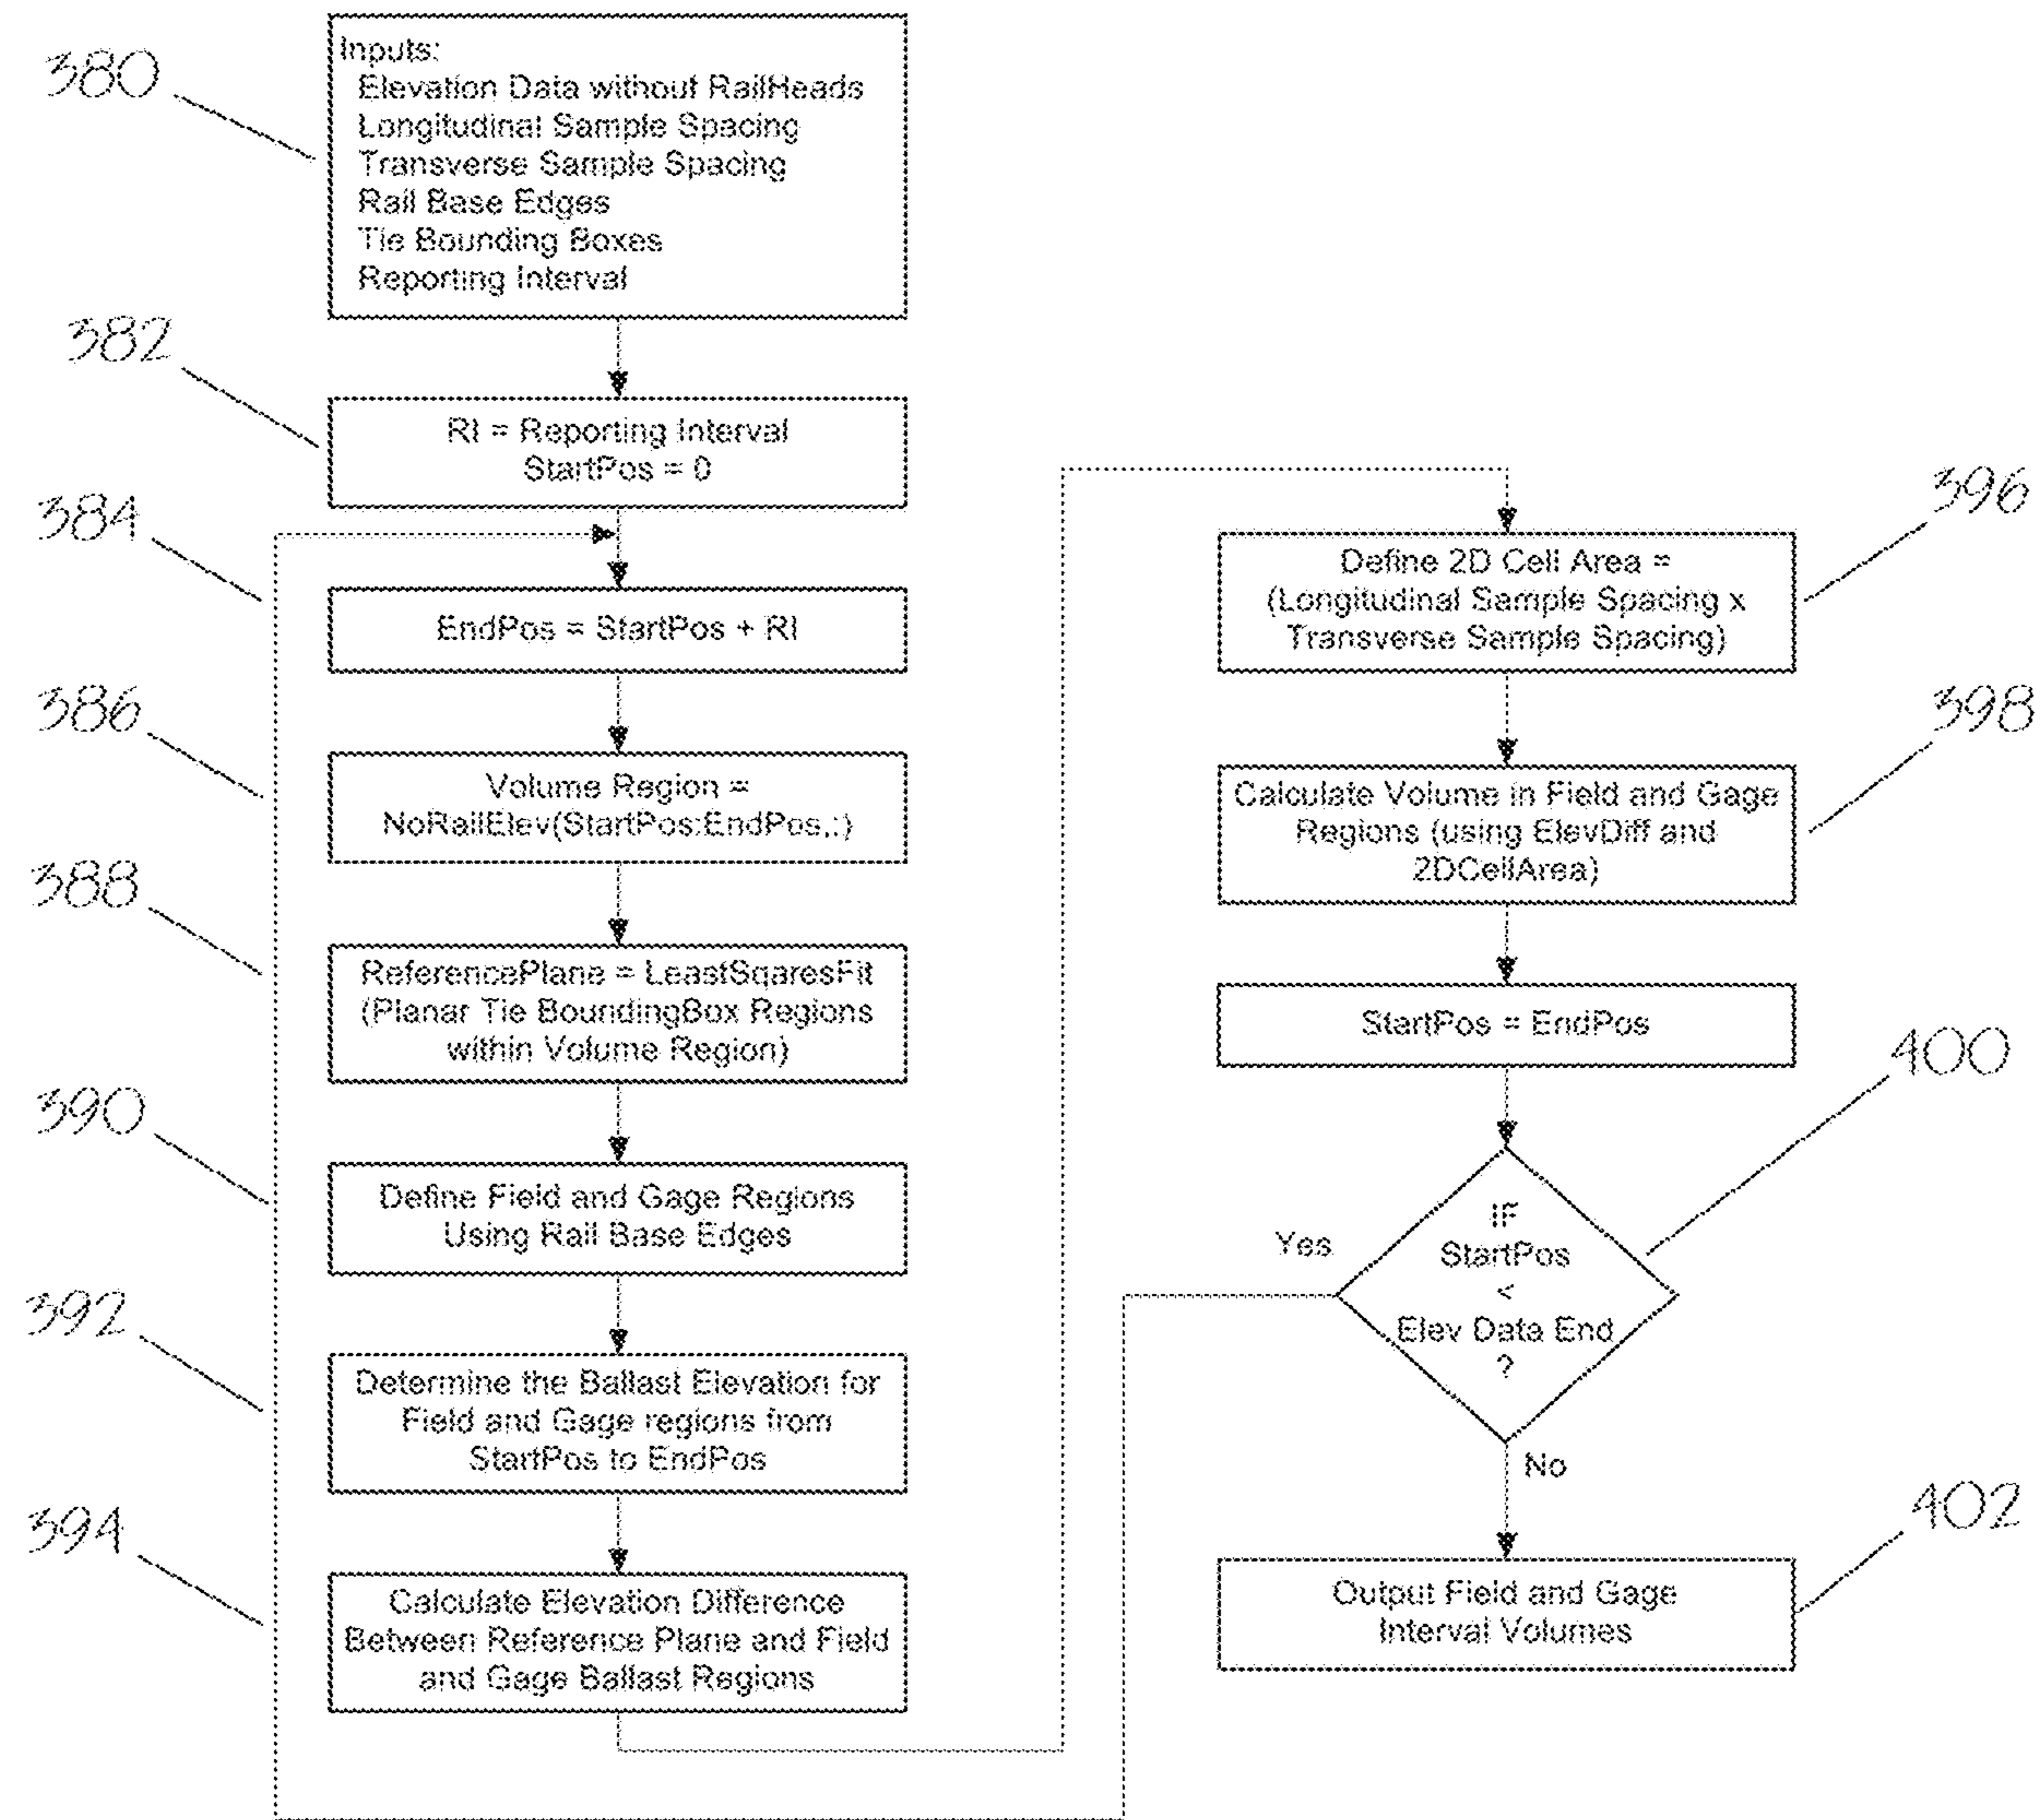 380
Inputs:
Elevation Data without RailHeads
Longitudinal Sample Spacing
Transverse Sample Spacing
Rail Base Edges
Tie Bounding Boxes
Reporting Interval
382
RI = Reporting Interval
StartPos = 0
384
EndPos = StartPos + RI
386
Volume Region =
NoRailElev(StartPos:EndPos,:)
388
ReferencePlane = LeastSqaresFit
(Planar Tie BoundingBox Regions
within Volume Region)
390
Define Field and Gage Regions
Using Rail Base Edges
392
Determine the Ballast Elevation for
Field and Gage regions from
StartPos to EndPos
394
Calculate Elevation Difference
Between Reference Plane and Field
and Gage Ballast Regions
396
Define 2D Cell Area =
(Longitudinal Sample Spacing x
Transverse Sample Spacing)
398
Calculate Volume in Field and Gage
Regions (using ElevDiff and
2DCellArea)
StartPos = EndPos
400
IF
StartPos
<
Elev Data End
?
Yes
No
402
Output Field and Gage
Interval Volumes